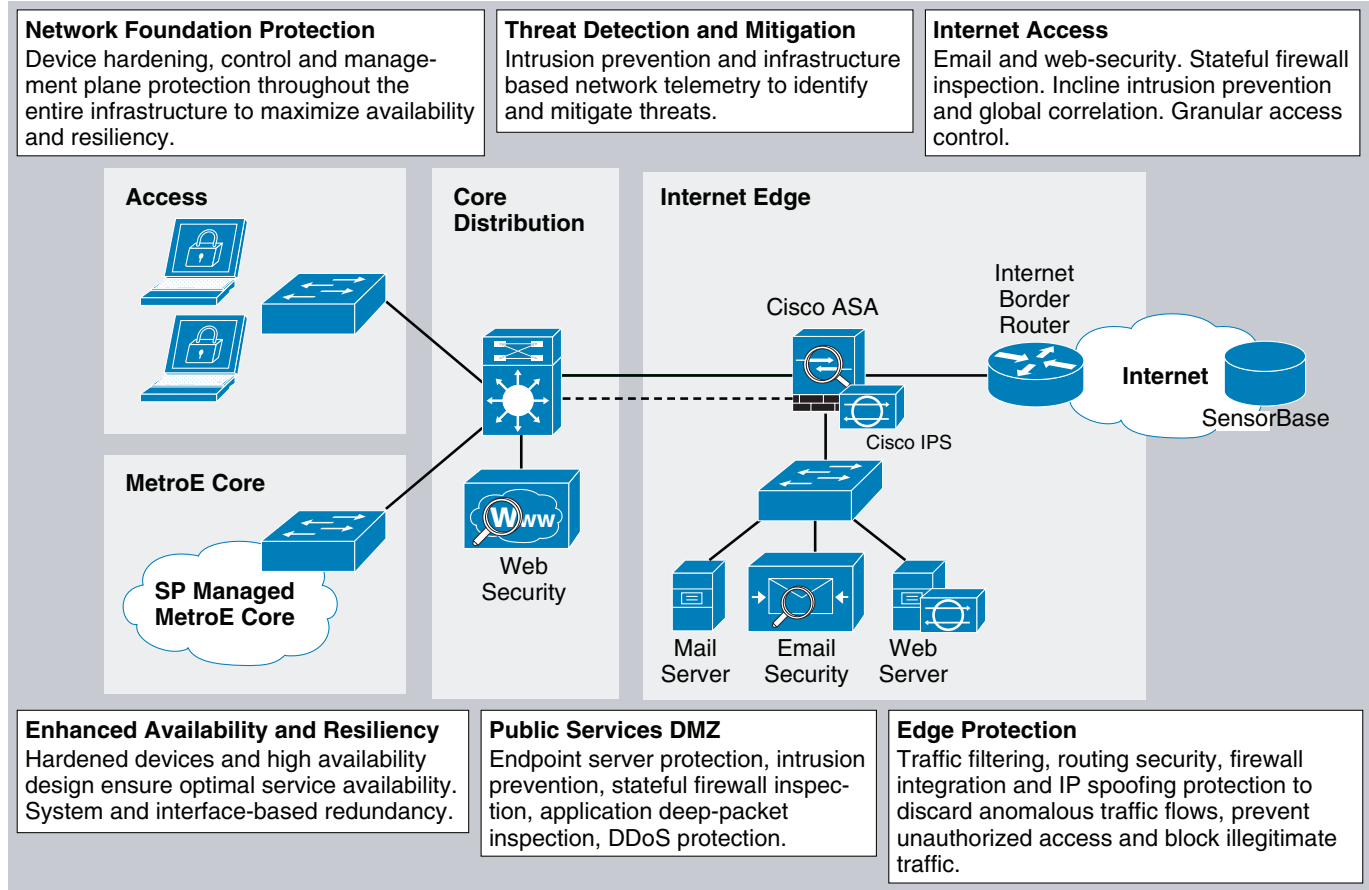 Network Foundation Protection
Device hardening, control and manage-
ment plane protection throughout the
entire infrastructure to maximize availability
and resiliency.
Threat Detection and Mitigation
Intrusion prevention and infrastructure
based network telemetry to identify
and mitigate threats.
Internet Access
Email and web-security. Stateful firewall
inspection. Incline intrusion prevention
and global correlation. Granular access
control.
Access
Core
Distribution
Internet Edge
Cisco ASA
Internet
Border
Router
Internet
SensorBase
Cisco IPS
MetroE Core
SP Managed
MetroE Core
Www
Web
Security
Mail
Server
Email
Security
Web
Server
Enhanced Availability and Resiliency
Hardened devices and high availability
design ensure optimal service availability.
System and interface-based redundancy.
Public Services DMZ
Endpoint server protection, intrusion
prevention, stateful firewall inspec-
tion, application deep-packet
inspection, DDoS protection.
Edge Protection
Traffic filtering, routing security, firewall
integration and IP spoofing protection to
discard anomalous traffic flows, prevent
unauthorized access and block illegitimate
traffic.